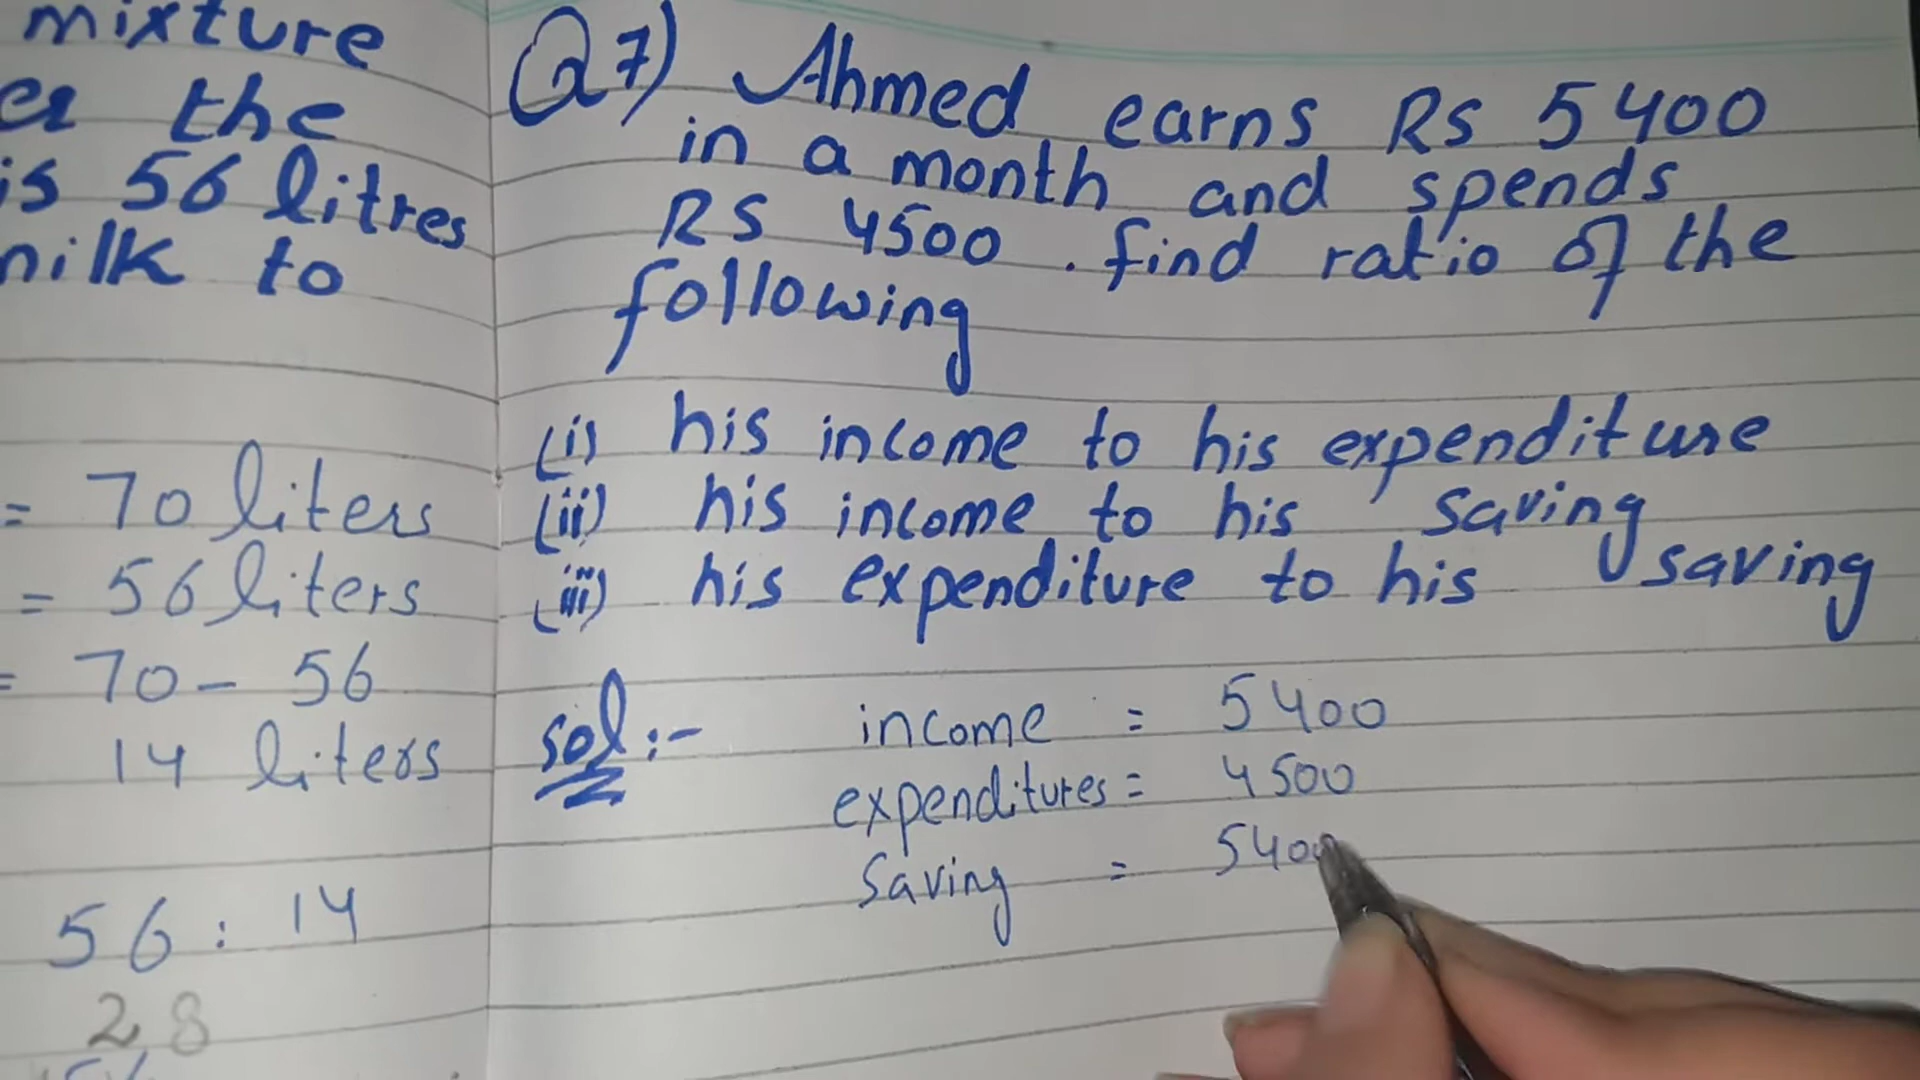 mixture
the
is 56 litres
to
= 70 liters
= 56 liters
= 70 - 56
14 liters
56 : 14
28
Q7) Ahmed earns Rs 5400
in a month and spends
RS 4500 . find ratio of the
following
(i) his income to his expenditure
(ii) his income to his saving
(iii) his expenditure to his saving
sol:- income = 5400
expenditures = 4500
Saving = 5400